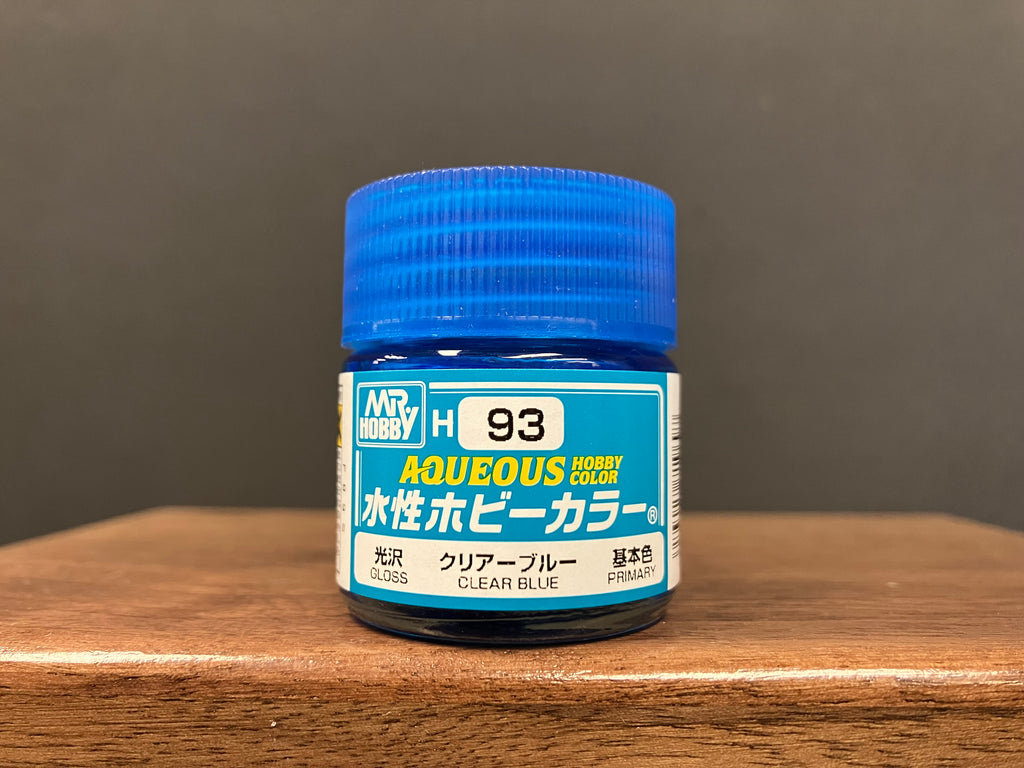 MR HOBBY
H 93
AQUEOUS HOBBY COLOR
水性ホビーカラー®
光沢 クリアーブルー 基本色
GLOSS CLEAR BLUE PRIMARY